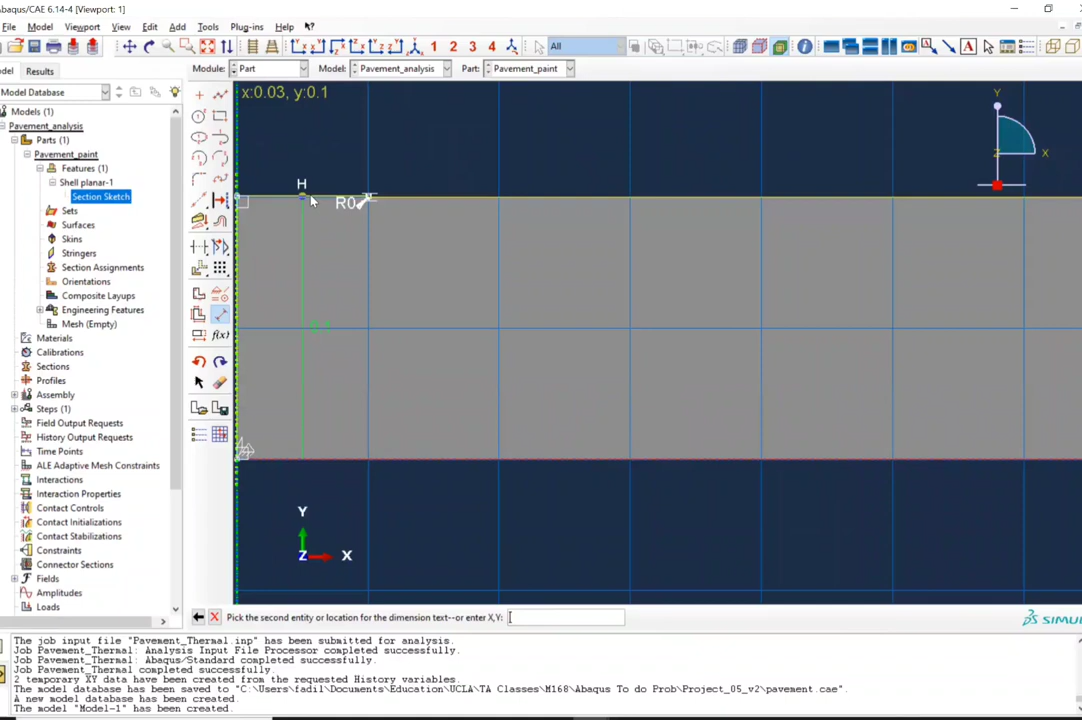 Abaqus/CAE 6.14-4 [Viewport: 1]
File Model Viewport View Edit Add Tools Plug-ins Help
All
1 2 3 4
Model Results
Module: Part Model: Pavement_analysis Part: Pavement_paint
Model Database
Models (1)
Pavement_analysis
Parts (1)
Pavement_paint
Features (1)
Shell planar-1
Section Sketch
Sets
Surfaces
Skins
Stringers
Section Assignments
Orientations
Composite Layups
Engineering Features
Mesh (Empty)
Materials
Calibrations
Sections
Profiles
Assembly
Steps (1)
Field Output Requests
History Output Requests
Time Points
ALE Adaptive Mesh Constraints
Interactions
Interaction Properties
Contact Controls
Contact Initializations
Contact Stabilizations
Constraints
Connector Sections
Fields
Amplitudes
Loads
f(x)
x:0.03, y:0.1
Y
X
Z
H
R0
Y
Z X
Pick the second entity or location for the dimension text--or enter X,Y:
SIMU
The job input file "Pavement_Thermal.inp" has been submitted for analysis.
Job Pavement_Thermal: Analysis Input File Processor completed successfully.
Job Pavement_Thermal: Abaqus/Standard completed successfully.
Job Pavement_Thermal completed successfully.
2 temporary XY data have been created from the requested History variables.
The model database has been saved to "C:\Users\fadil\Documents\Education\UCLA\TA Classes\M168\Abaqus To do Prob\Project_05_v2\pavement.cae".
A new model database has been created.
The model "Model-1" has been created.